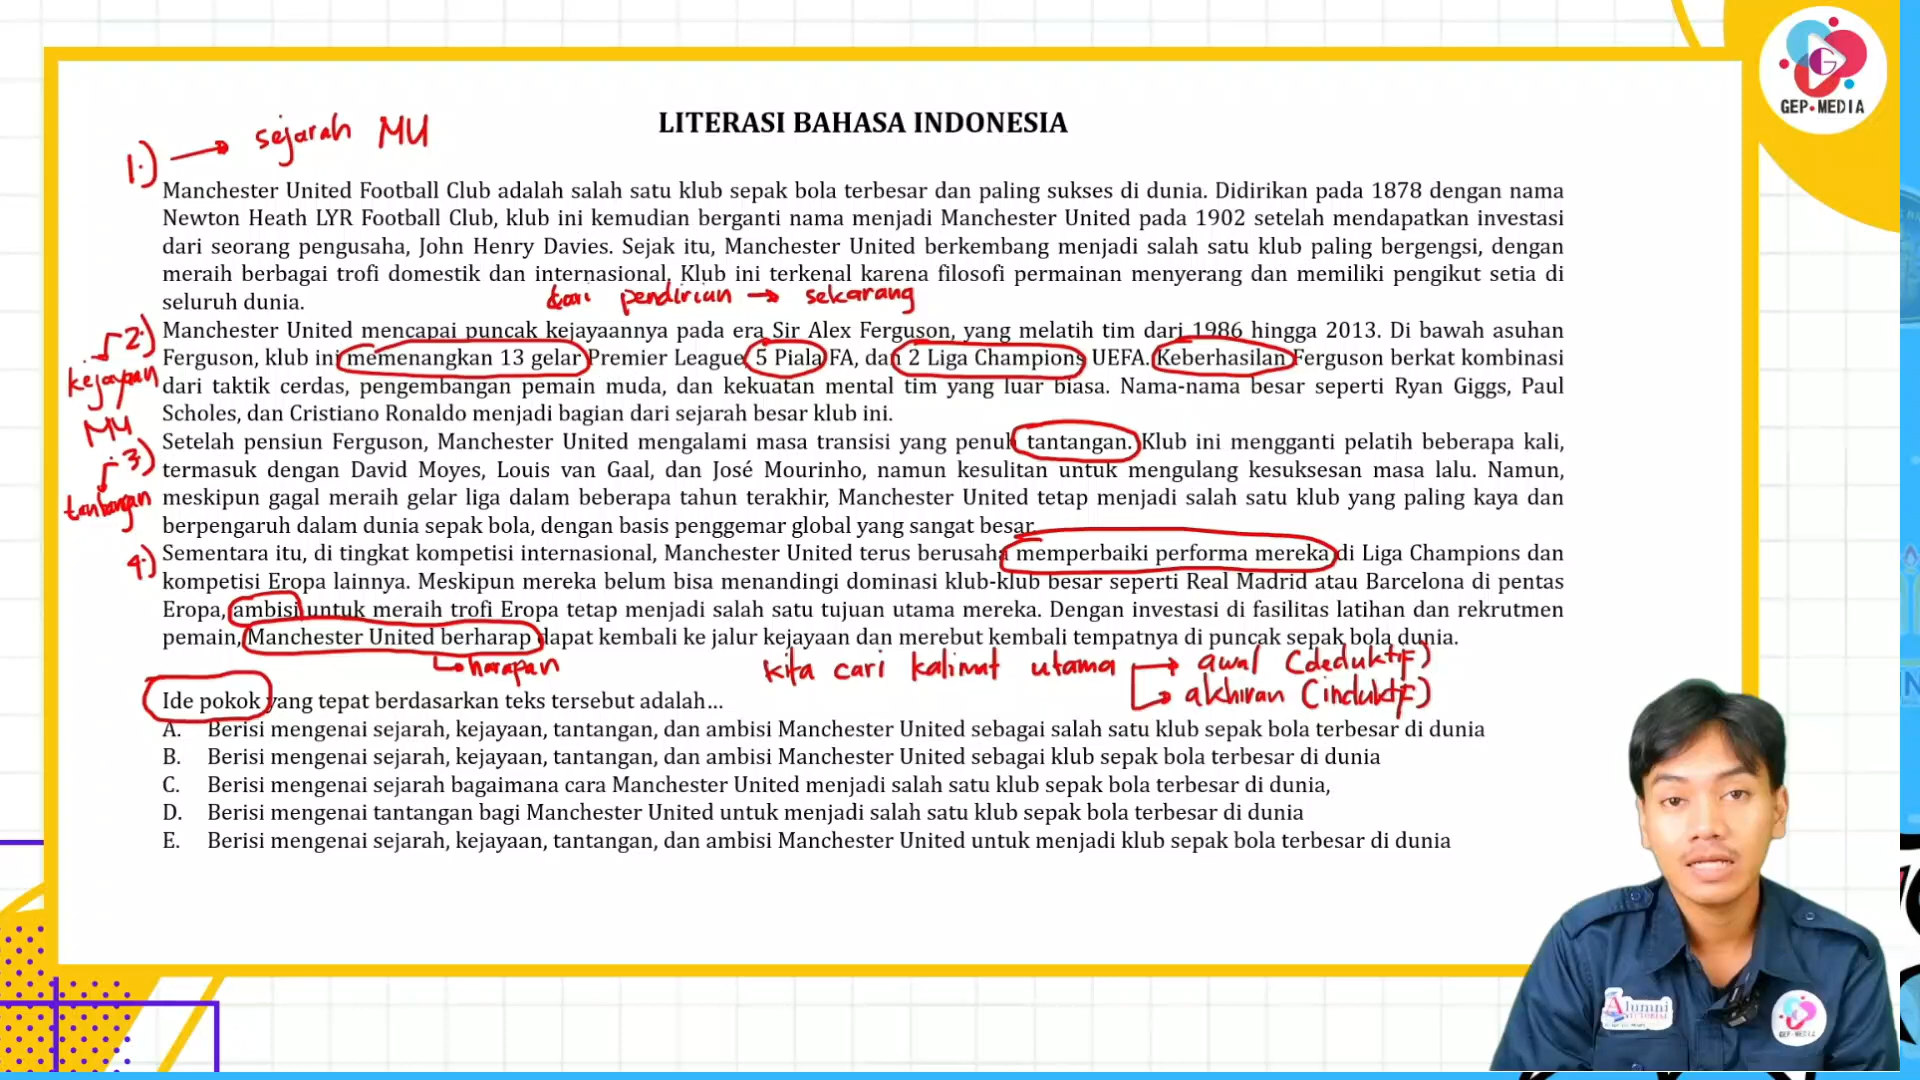 GEP•MEDIA
LITERASI BAHASA INDONESIA
1.) → sejarah MU
Manchester United Football Club adalah salah satu klub sepak bola terbesar dan paling sukses di dunia. Didirikan pada 1878 dengan nama
Newton Heath LYR Football Club, klub ini kemudian berganti nama menjadi Manchester United pada 1902 setelah mendapatkan investasi
dari seorang pengusaha, John Henry Davies. Sejak itu, Manchester United berkembang menjadi salah satu klub paling bergengsi, dengan
meraih berbagai trofi domestik dan internasional. Klub ini terkenal karena filosofi permainan menyerang dan memiliki pengikut setia di
seluruh dunia.
dari pendirian → sekarang
2.)
kejayaan
MU
Manchester United mencapai puncak kejayaannya pada era Sir Alex Ferguson, yang melatih tim dari 1986 hingga 2013. Di bawah asuhan
Ferguson, klub ini memenangkan 13 gelar Premier League, 5 Piala FA, dan 2 Liga Champions UEFA. Keberhasilan Ferguson berkat kombinasi
dari taktik cerdas, pengembangan pemain muda, dan kekuatan mental tim yang luar biasa. Nama-nama besar seperti Ryan Giggs, Paul
Scholes, dan Cristiano Ronaldo menjadi bagian dari sejarah besar klub ini.
3)
tantangan
Setelah pensiun Ferguson, Manchester United mengalami masa transisi yang penuh tantangan. Klub ini mengganti pelatih beberapa kali,
termasuk dengan David Moyes, Louis van Gaal, dan José Mourinho, namun kesulitan untuk mengulang kesuksesan masa lalu. Namun,
meskipun gagal meraih gelar liga dalam beberapa tahun terakhir, Manchester United tetap menjadi salah satu klub yang paling kaya dan
berpengaruh dalam dunia sepak bola, dengan basis penggemar global yang sangat besar.
4.)
Sementara itu, di tingkat kompetisi internasional, Manchester United terus berusaha memperbaiki performa mereka di Liga Champions dan
kompetisi Eropa lainnya. Meskipun mereka belum bisa menandingi dominasi klub-klub besar seperti Real Madrid atau Barcelona di pentas
Eropa, ambisi untuk meraih trofi Eropa tetap menjadi salah satu tujuan utama mereka. Dengan investasi di fasilitas latihan dan rekrutmen
pemain, Manchester United berharap dapat kembali ke jalur kejayaan dan merebut kembali tempatnya di puncak sepak bola dunia.
harapan
kita cari kalimat utama → awal (deduktif)
→ akhiran (induktif)
Ide pokok yang tepat berdasarkan teks tersebut adalah...
A. Berisi mengenai sejarah, kejayaan, tantangan, dan ambisi Manchester United sebagai salah satu klub sepak bola terbesar di dunia
B. Berisi mengenai sejarah, kejayaan, tantangan, dan ambisi Manchester United sebagai klub sepak bola terbesar di dunia
C. Berisi mengenai sejarah bagaimana cara Manchester United menjadi salah satu klub sepak bola terbesar di dunia,
D. Berisi mengenai tantangan bagi Manchester United untuk menjadi salah satu klub sepak bola terbesar di dunia
E. Berisi mengenai sejarah, kejayaan, tantangan, dan ambisi Manchester United untuk menjadi klub sepak bola terbesar di dunia
Alumni